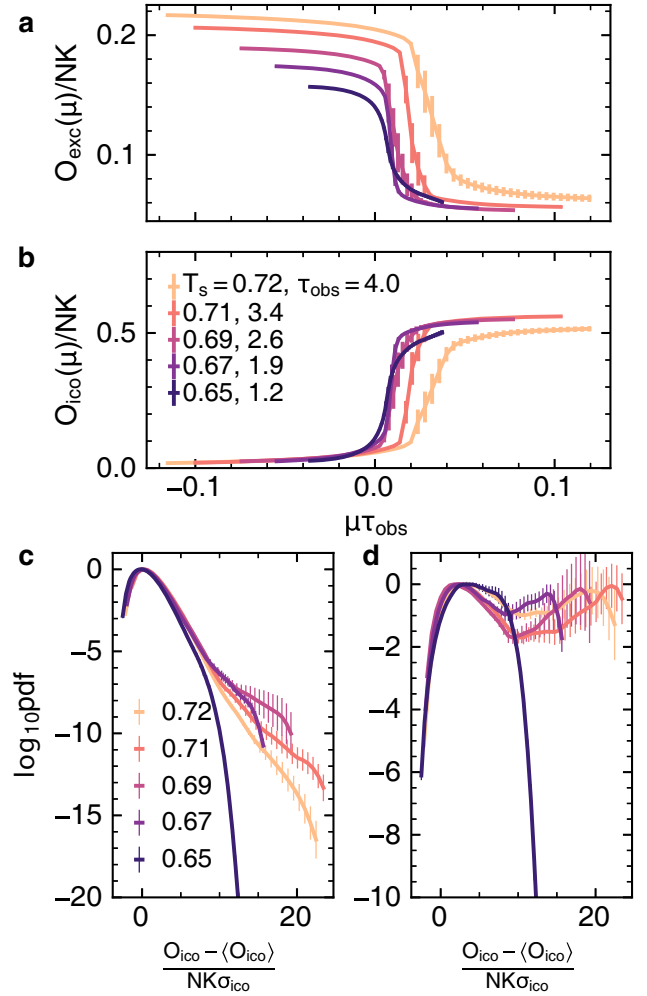 a
0.2
0.1
O_exc(μ)/NK
b
T_s = 0.72, τ_obs = 4.0
0.71, 3.4
0.69, 2.6
0.67, 1.9
0.65, 1.2
0.5
0.0
O_ico(μ)/NK
−0.1 0.0 0.1
μτ_obs
c
0
−5
−10
−15
−20
log₁₀pdf
0.72
0.71
0.69
0.67
0.65
0 20
O_ico − ⟨O_ico⟩
NKσ_ico
d
0
−2
−4
−6
−8
−10
0 20
O_ico − ⟨O_ico⟩
NKσ_ico